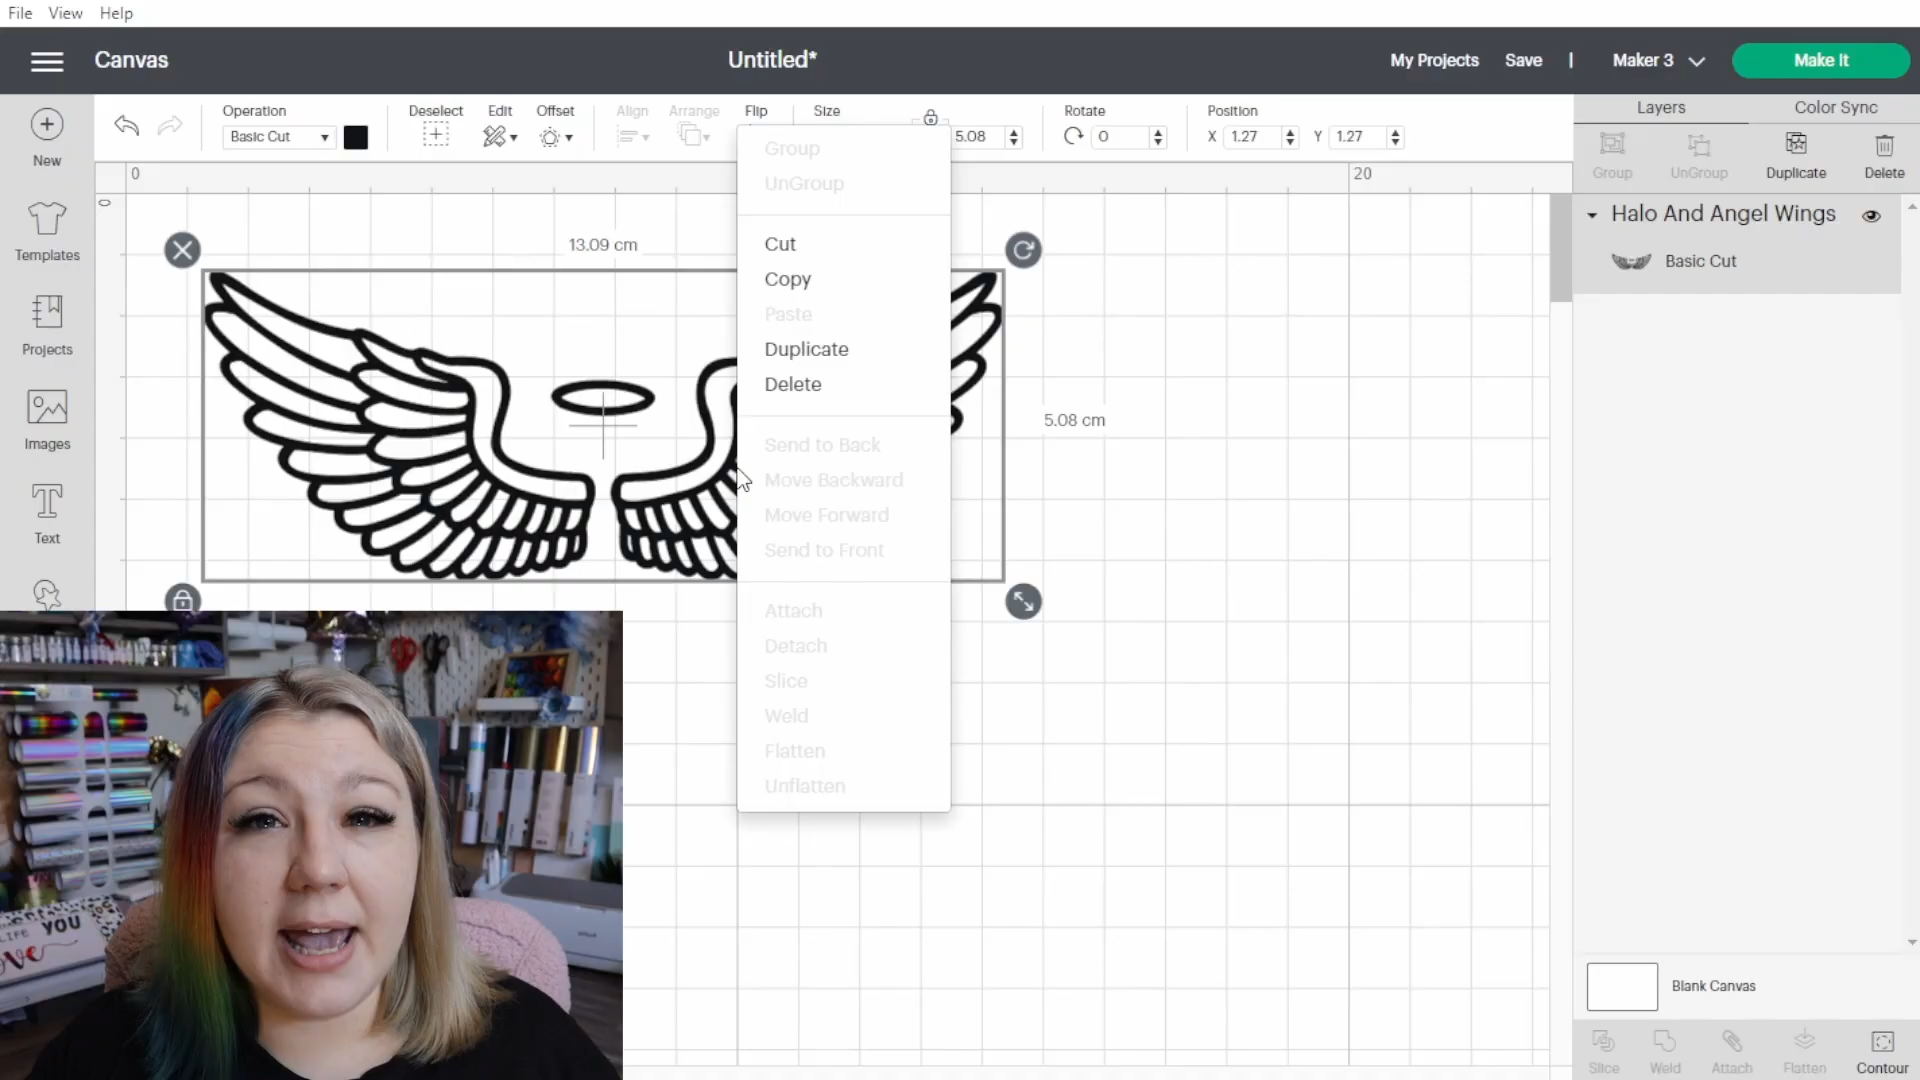 File View Help
Canvas
Untitled*
My Projects Save | Maker 3
Make It
New
Templates
Projects
Images
Text
Operation
Basic Cut
Deselect
Edit
Offset
Align
Arrange
Flip
Size
5.08
Rotate
0
Position
X 1.27
Y 1.27
0
20
0
13.09 cm
5.08 cm
Group
UnGroup
Cut
Copy
Paste
Duplicate
Delete
Send to Back
Move Backward
Move Forward
Send to Front
Attach
Detach
Slice
Weld
Flatten
Unflatten
Layers
Color Sync
Group
UnGroup
Duplicate
Delete
Halo And Angel Wings
Basic Cut
Blank Canvas
Slice
Weld
Attach
Flatten
Contour
YOU